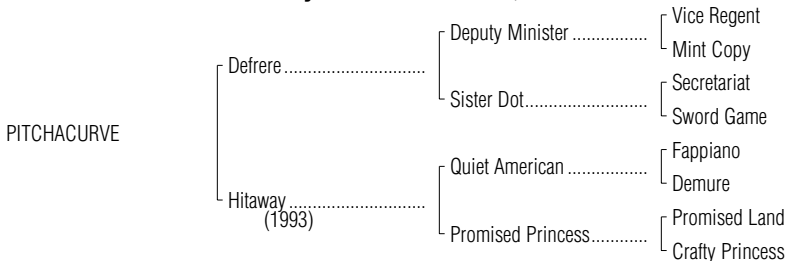 Vice Regent
Deputy Minister ................
Mint Copy
Defrere ..............................
Secretariat
Sister Dot..........................
Sword Game
PITCHACURVE
Fappiano
Quiet American .................
Demure
Hitaway .............................
(1993)
Promised Land
Promised Princess............
Crafty Princess